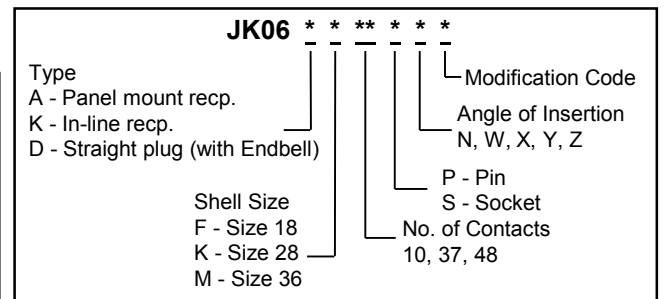 JK06 * * ** * * *
Type
A - Panel mount recp.
K - In-line recp.
D - Straight plug (with Endbell)
Modification Code
Angle of Insertion
N, W, X, Y, Z
P - Pin
S - Socket
Shell Size
F - Size 18
K - Size 28
M - Size 36
No. of Contacts
10, 37, 48